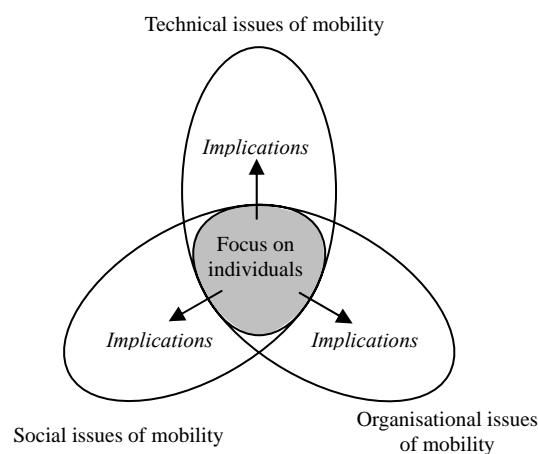 Technical issues of mobility
Implications
Focus on
individuals
Implications
Implications
Social issues of mobility
Organisational issues
of mobility